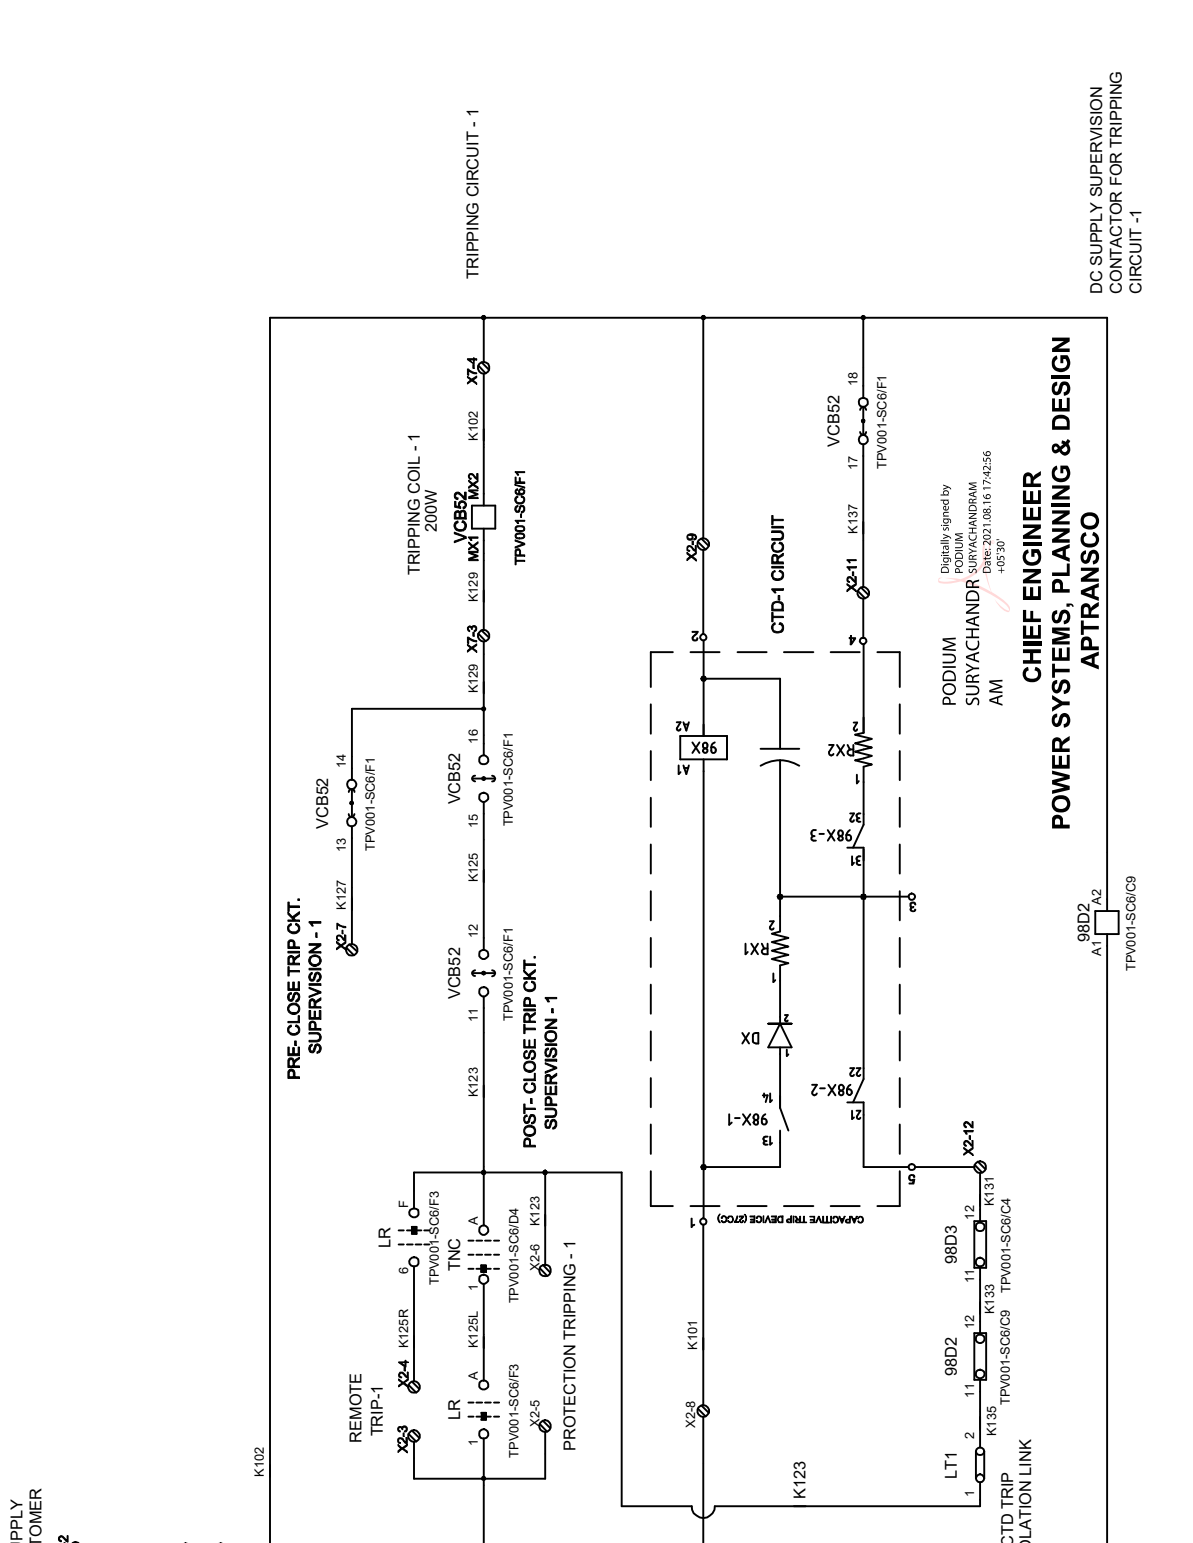 TRIPPING CIRCUIT - 1
DC SUPPLY SUPERVISION
CONTACTOR FOR TRIPPING
CIRCUIT -1
K102
PRE- CLOSE TRIP CKT.
SUPERVISION - 1
X2-7
K127
13
VCB52
14
TPV001-SC6/F1
REMOTE
TRIP-1
X2-3
X2-4
K125R
6
LR
F
TPV001-SC6/F3
1
LR
A
TPV001-SC6/F3
K125L
1
TNC
A
TPV001-SC6/D4
X2-5
X2-6
K123
PROTECTION TRIPPING - 1
K123
11
VCB52
12
TPV001-SC6/F1
POST- CLOSE TRIP CKT.
SUPERVISION - 1
K125
15
VCB52
16
TPV001-SC6/F1
K129
X7-3
K129
TRIPPING COIL - 1
200W
MX1
VCB52
MX2
TPV001-SC6/F1
K102
X7-4
X2-8
K101
1
CAPACITIVE TRIP DEVICE (27CC)
98X
A1
A2
2
X2-9
CTD-1 CIRCUIT
98X-1
13
14
DX
1
2
RX1
1
2
98X-2
21
22
98X-3
31
32
RX2
1
2
3
4
5
X2-11
K137
17
VCB52
18
TPV001-SC6/F1
K123
CTD TRIP
OLATION LINK
1
LT1
2
K135
11
98D2
12
TPV001-SC6/C9
K133
11
98D3
12
TPV001-SC6/C4
K131
X2-12
A1
98D2
A2
TPV001-SC6/C9
PODIUM
SURYACHANDR
AM
Digitally signed by
PODIUM
SURYACHANDRAM
Date: 2021.08.16 17:42:56
+05'30'
CHIEF ENGINEER
POWER SYSTEMS, PLANNING & DESIGN
APTRANSCO
PPLY
TOMER